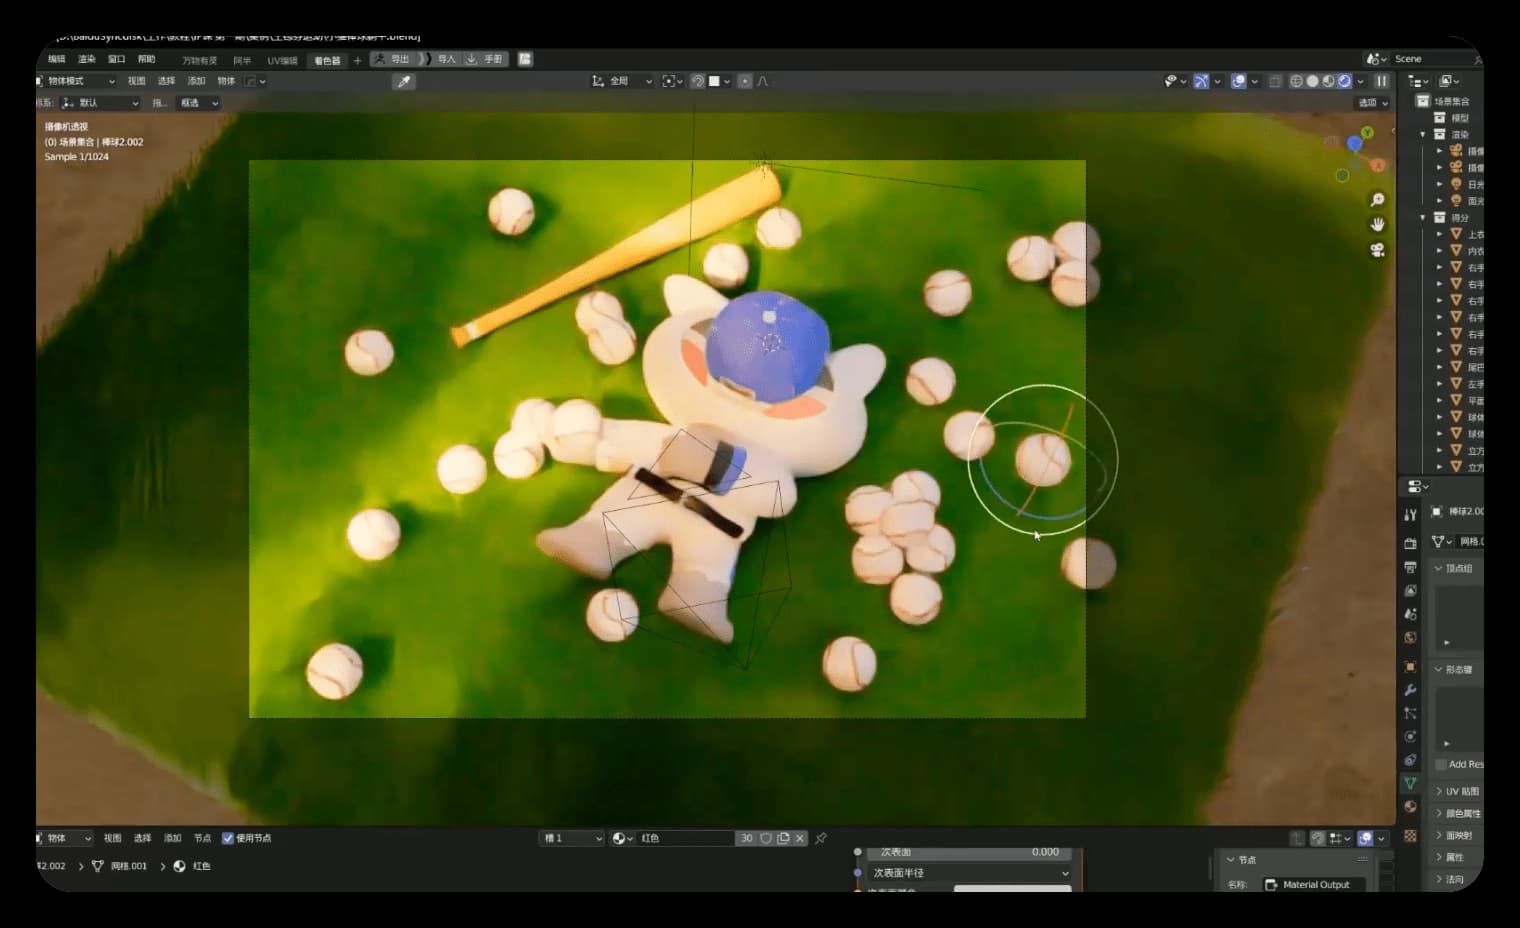 编辑 渲染 窗口 帮助 万物有灵 阿半 UV编辑 着色器 + 导出 导入 手册 Scene
物体模式 视图 选择 添加 物体 全局
默认 拖... 框选 选项
摄像机透视
(0) 场景集合 | 棒球2.002
Sample 1/1024
场景集合
模型
渲染
摄像
摄像
日光
面光
得分
上衣
内衣
右手
右手
右手
右手
右手
右手
尾巴
左手
平面
球体
球体
立方
立方
棒球2.00
网格.0
顶点组
形态键
Add Res
UV 贴图
颜色属性
面映射
属性
法向
物体 视图 选择 添加 节点 使用节点 槽 1 红色 30
2.002 > 网格.001 > 红色
次表面 0.000
次表面半径
节点
名称: Material Output